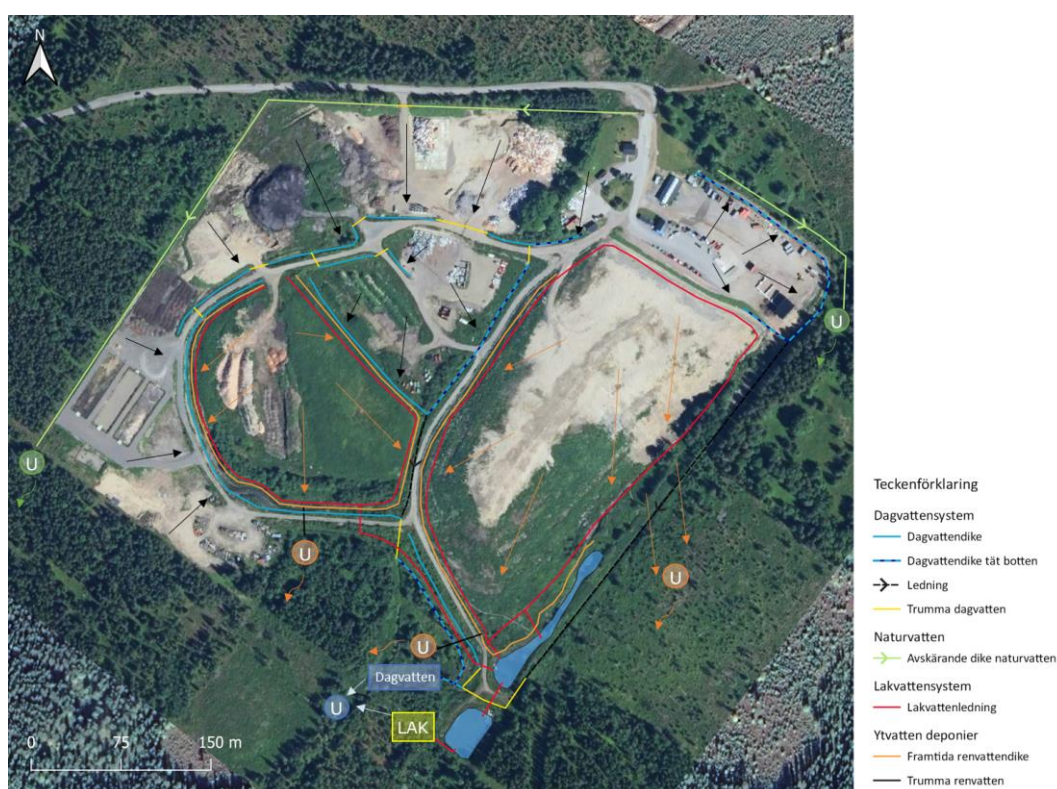 N
U
U
U
U
U
Dagvatten
U
LAK
0 75 150 m
Teckenförklaring
Dagvattensystem
Dagvattendike
Dagvattendike tät botten
Ledning
Trumma dagvatten
Naturvatten
Avskärande dike naturvatten
Lakvattensystem
Lakvattenledning
Ytvatten deponier
Framtida renvattendike
Trumma renvatten